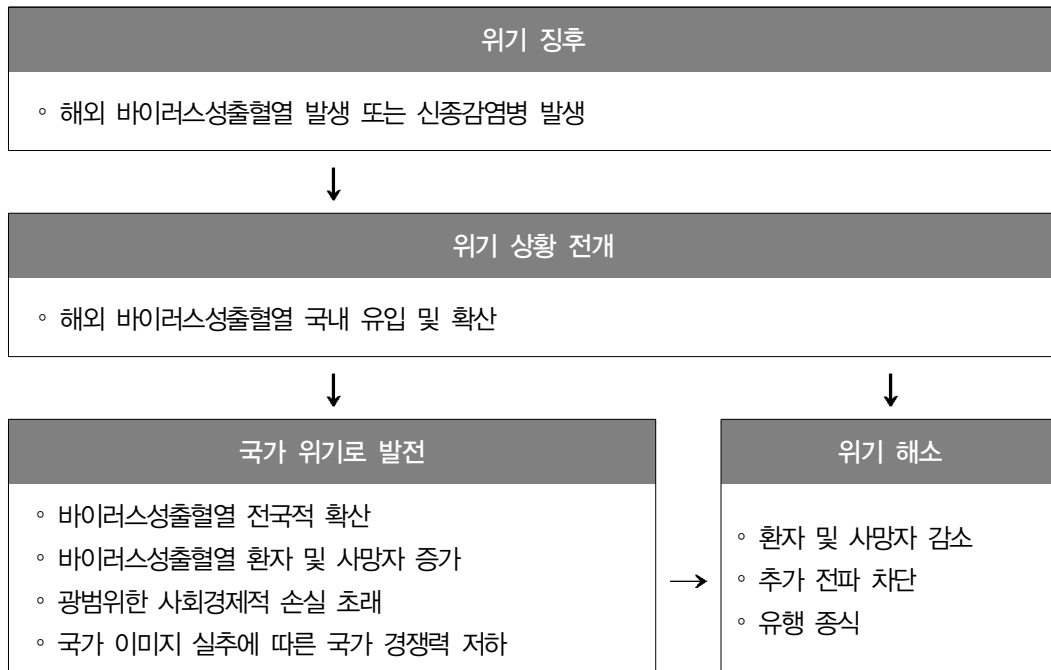 위기 징후
◦ 해외 바이러스성출혈열 발생 또는 신종감염병 발생
↓
위기 상황 전개
◦ 해외 바이러스성출혈열 국내 유입 및 확산
↓ ↓
국가 위기로 발전
◦ 바이러스성출혈열 전국적 확산
◦ 바이러스성출혈열 환자 및 사망자 증가
◦ 광범위한 사회경제적 손실 초래
◦ 국가 이미지 실추에 따른 국가 경쟁력 저하
→
위기 해소
◦ 환자 및 사망자 감소
◦ 추가 전파 차단
◦ 유행 종식